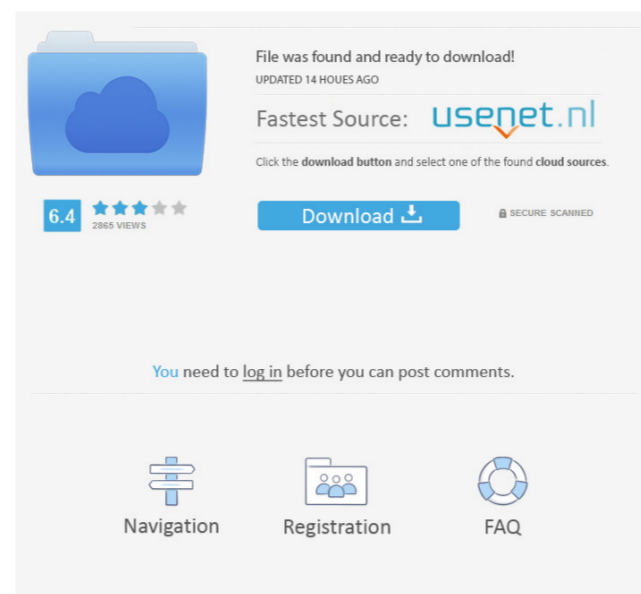 File was found and ready to download!
UPDATED 14 HOUES AGO
Fastest Source: usenet.nl
Click the download button and select one of the found cloud sources.
6.4
2865 VIEWS
Download
SECURE SCANNED
You need to log in before you can post comments.
Navigation
Registration
FAQ